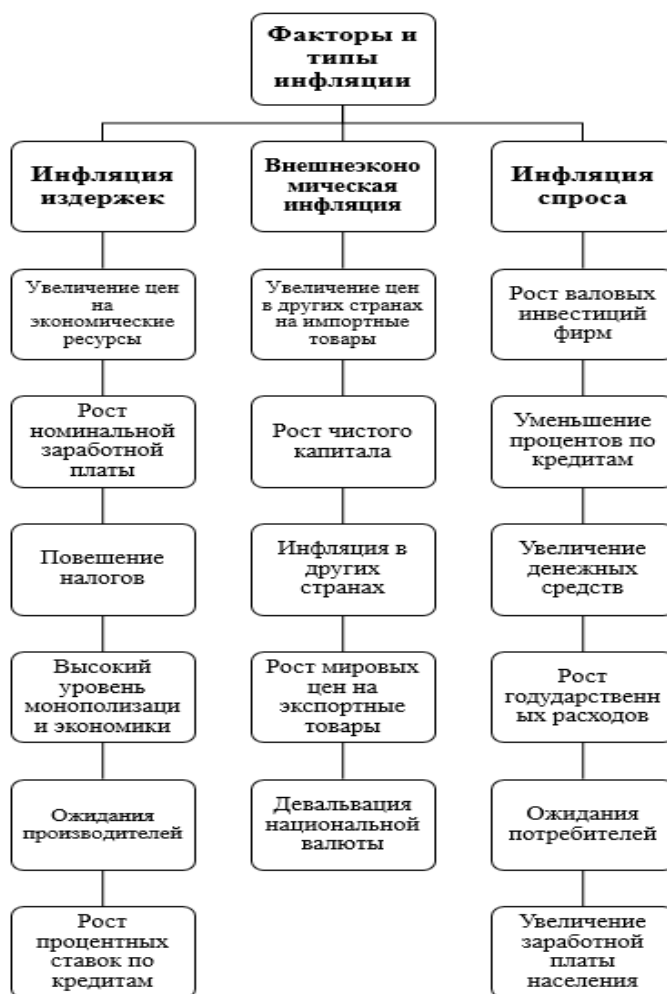 Факторы и
типы
инфляции
Инфляция
издержек
Увеличение цен
на
экономические
ресурсы
Рост
номинальной
заработной
платы
Повешение
налогов
Высокий
уровень
монополизаци
и экономики
Ожидания
производителей
Рост
процентных
ставок по
кредитам
Внешнеэконо
мическая
инфляция
Увеличение цен
в других странах
на импортные
товары
Рост чистого
капитала
Инфляция в
других
странах
Рост мировых
цен на
экспортные
товары
Девальвация
национальной
валюты
Инфляция
спроса
Рост валовых
инвестиций
фирм
Уменьшение
процентов по
кредитам
Увеличение
денежных
средств
Рост
годударственн
ых расходов
Ожидания
потребителей
Увеличение
заработной
платы
населения